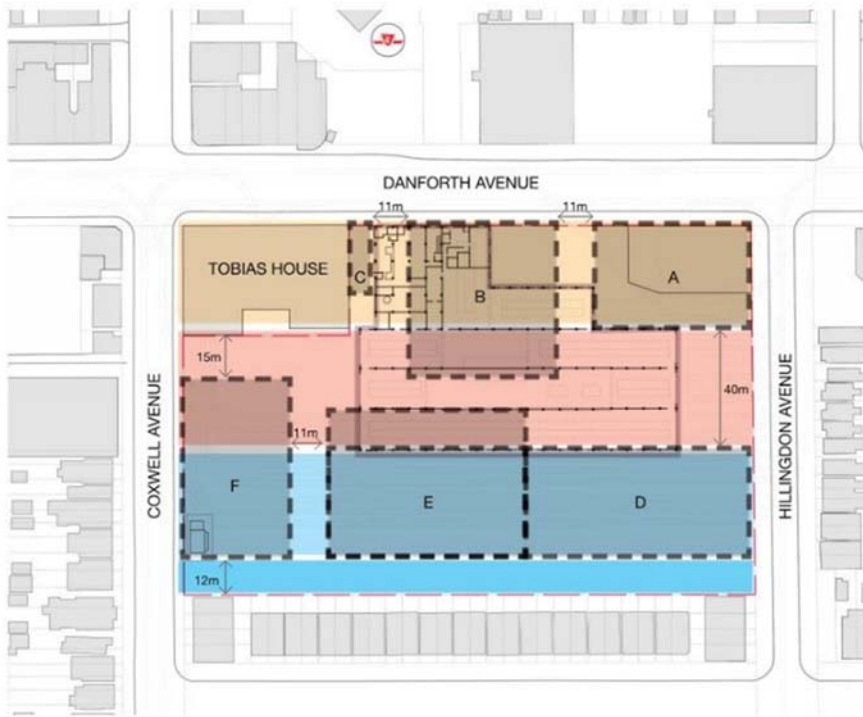 DANFORTH AVENUE
11m
11m
TOBIAS HOUSE
C
B
A
15m
40m
COXWELL AVENUE
HILLINGDON AVENUE
11m
F
E
D
12m